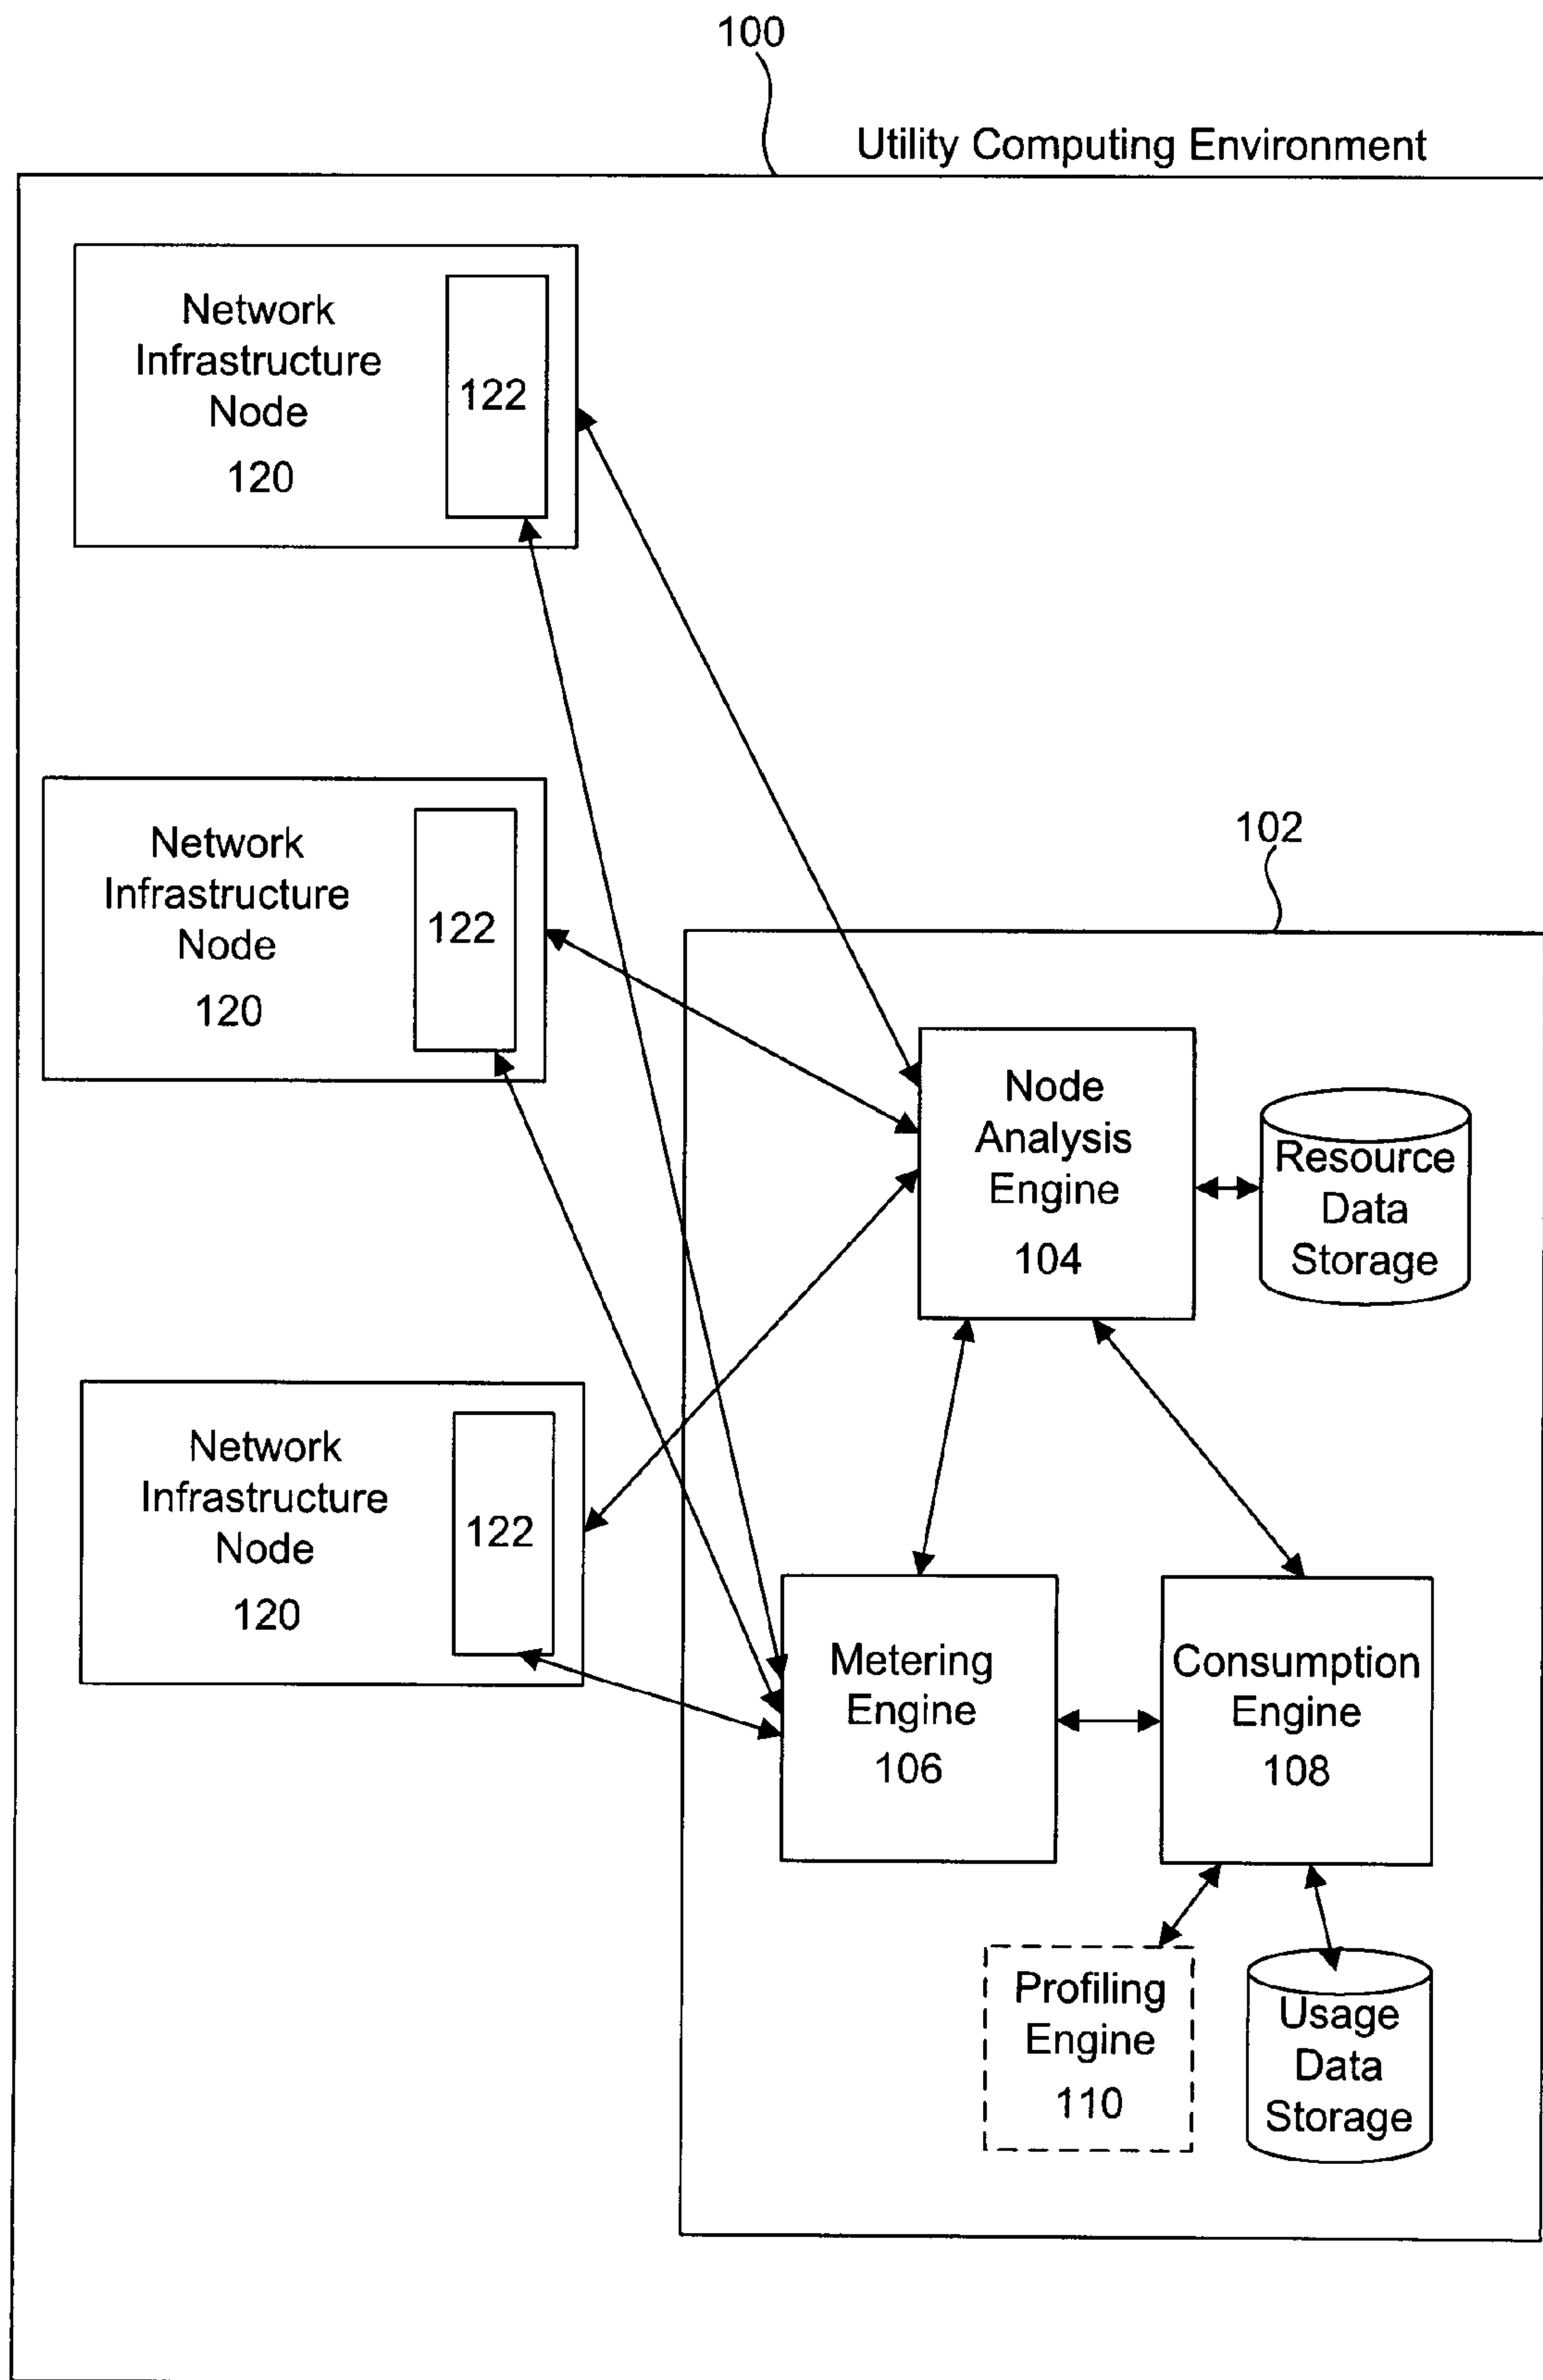 100
Utility Computing Environment
Network
Infrastructure
Node
120
122
Network
Infrastructure
Node
120
122
102
Node
Analysis
Engine
104
Resource
Data
Storage
Network
Infrastructure
Node
120
122
Metering
Engine
106
Consumption
Engine
108
Profiling
Engine
110
Usage
Data
Storage